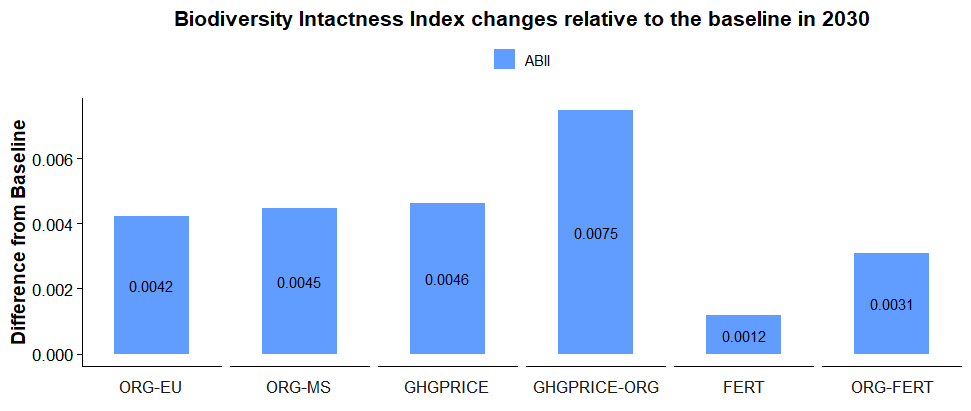 Biodiversity Intactness Index changes relative to the baseline in 2030
ABII
Difference from Baseline
0.006
0.004
0.002
0.000
0.0042
0.0045
0.0046
0.0075
0.0012
0.0031
ORG-EU
ORG-MS
GHGPRICE
GHGPRICE-ORG
FERT
ORG-FERT